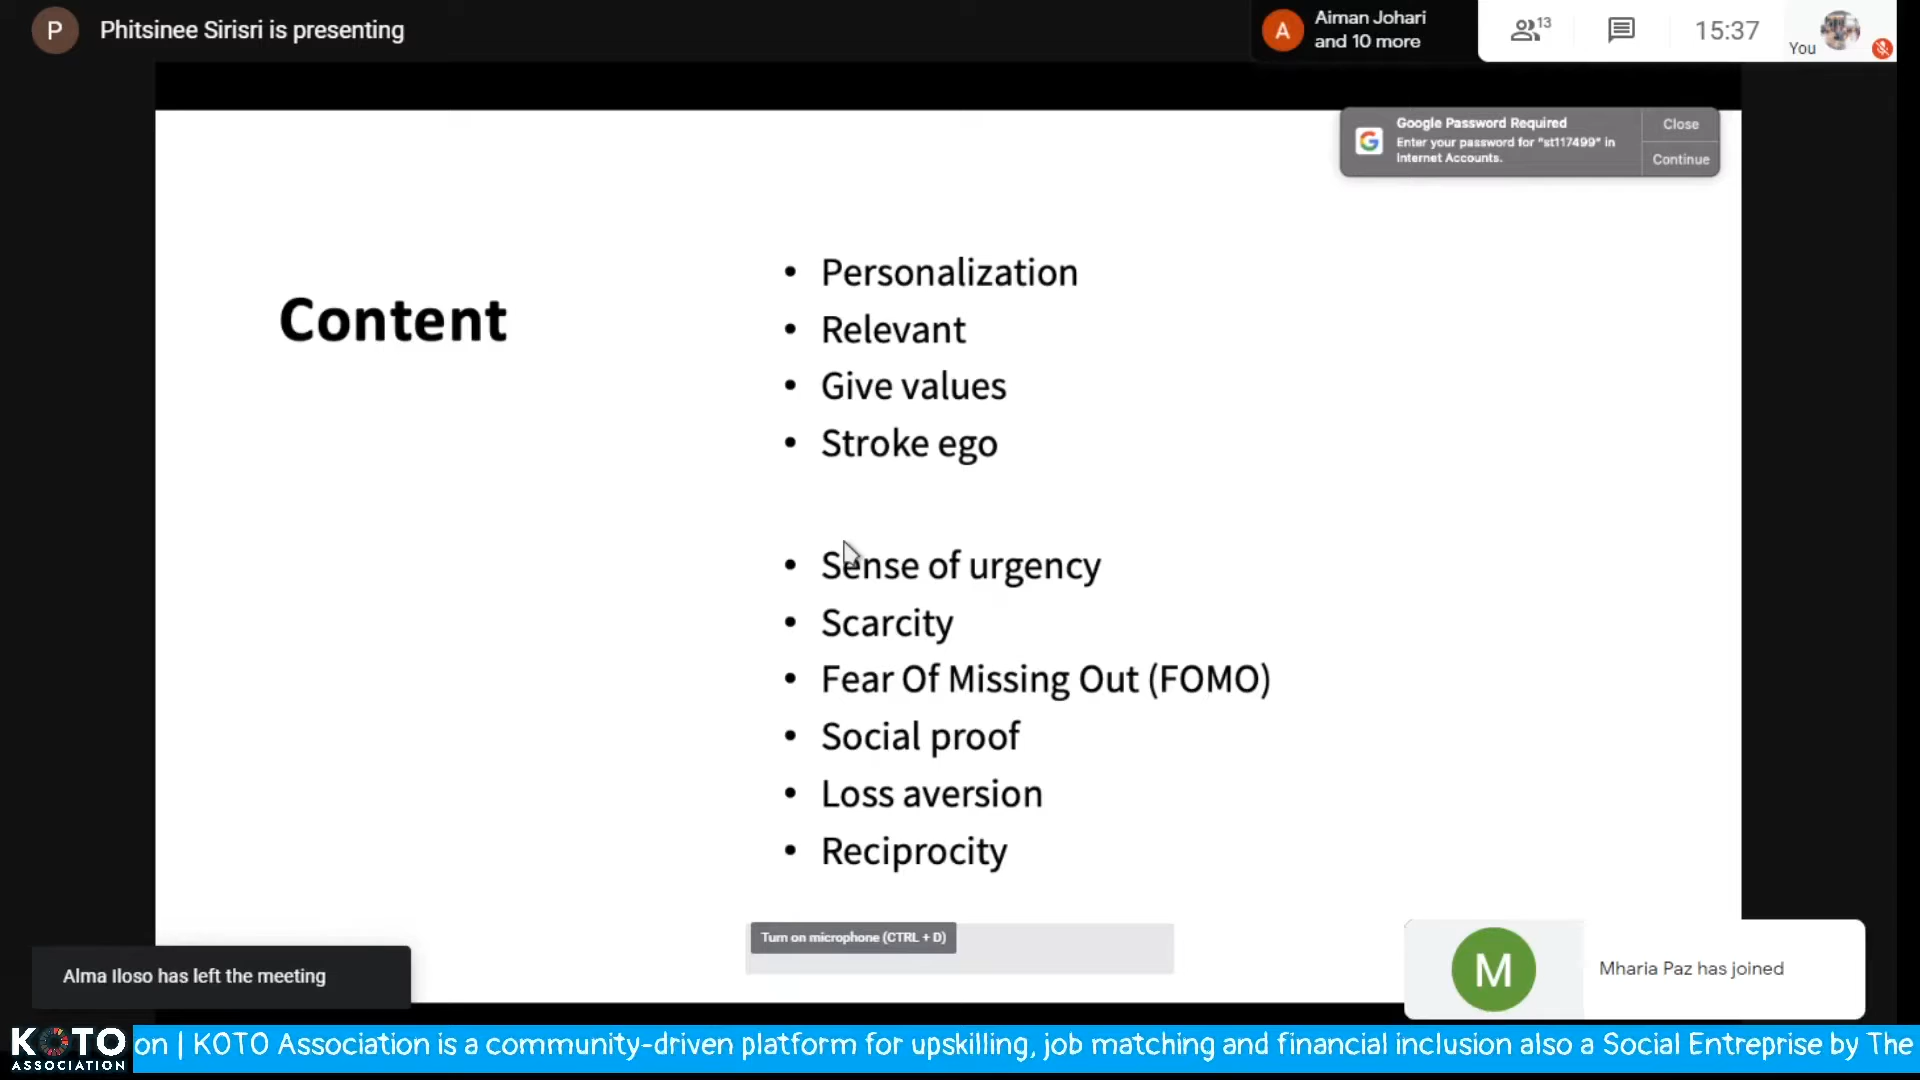 P
Phitsinee Sirisri is presenting
A
Aiman Johari
and 10 more
13
15:37
You
Google Password Required
Enter your password for "st117499" in
Internet Accounts.
Close
Continue
Content
• Personalization
• Relevant
• Give values
• Stroke ego
• Sense of urgency
• Scarcity
• Fear Of Missing Out (FOMO)
• Social proof
• Loss aversion
• Reciprocity
Turn on microphone (CTRL + D)
Alma Iloso has left the meeting
M
Mharia Paz has joined
KOTO
ASSOCIATION
on | KOTO Association is a community-driven platform for upskilling, job matching and financial inclusion also a Social Entreprise by The